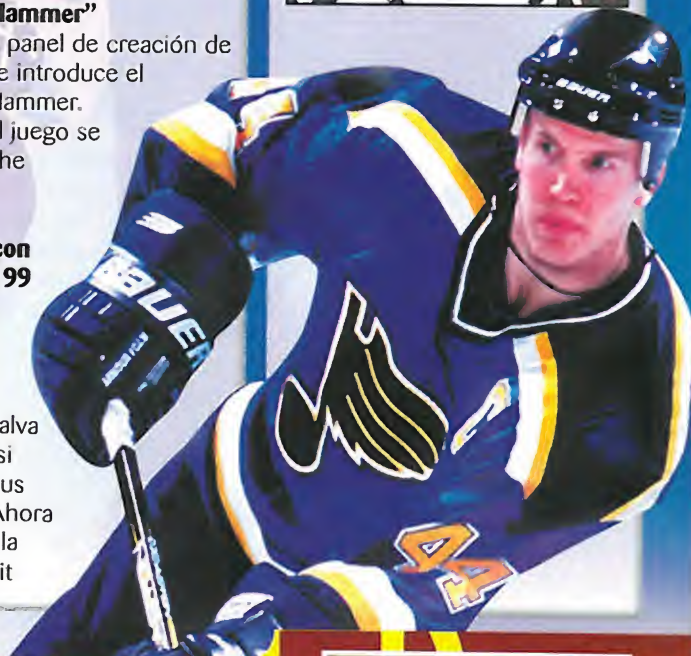 lammer”
panel de creación de
e introduce el
lammer.
l juego se
he
con
99
alva
si
us
Ahora
la
it
BAUER
BAUER
44